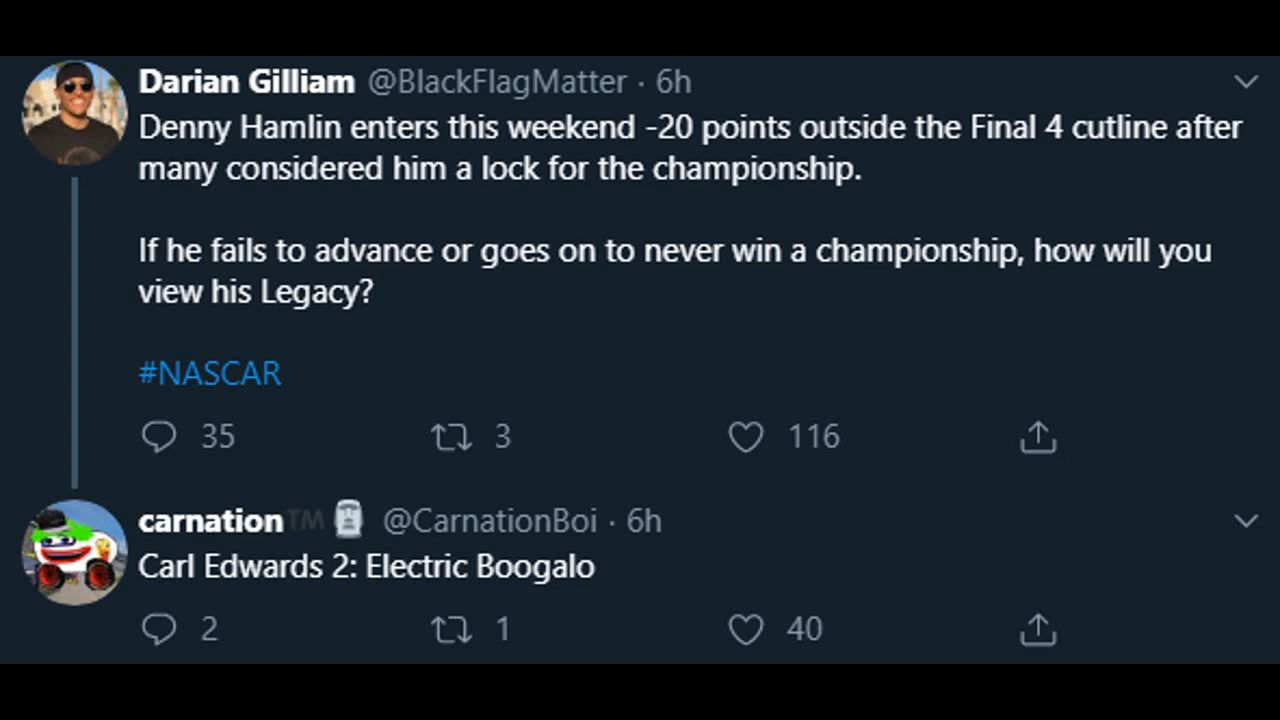 Darian Gilliam @BlackFlagMatter · 6h
Denny Hamlin enters this weekend -20 points outside the Final 4 cutline after
many considered him a lock for the championship.
If he fails to advance or goes on to never win a championship, how will you
view his Legacy?
#NASCAR
35 3 116
carnation™🗿 @CarnationBoi · 6h
Carl Edwards 2: Electric Boogalo
2 1 40